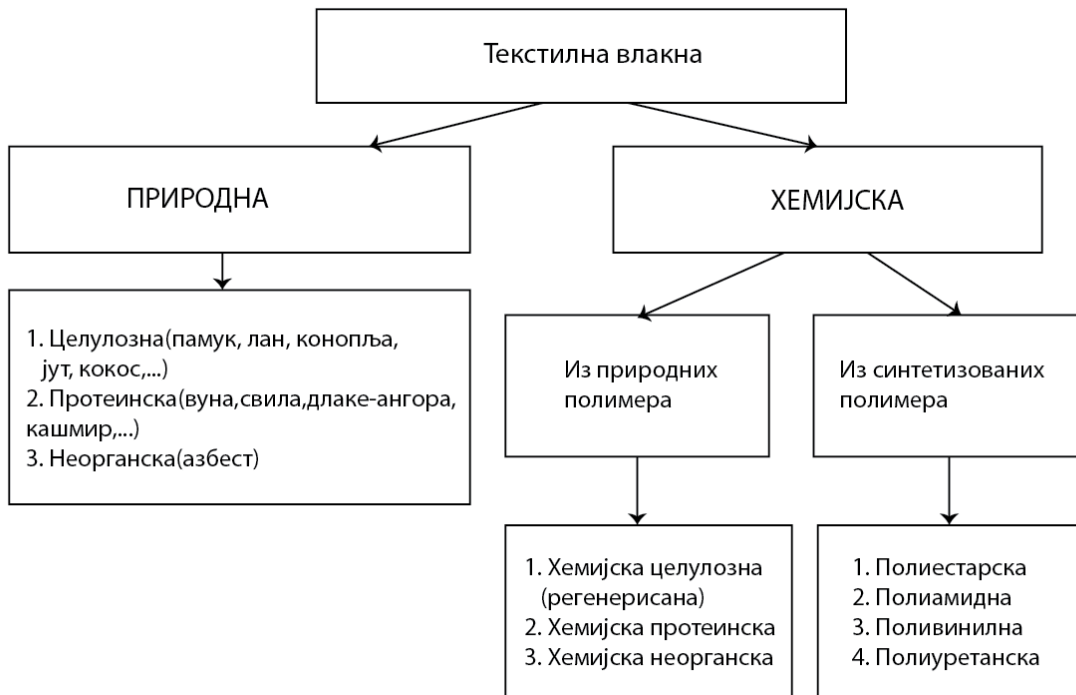 Текстилна влакна
ПРИРОДНА
ХЕМИЈСКА
1. Целулозна(памук, лан, конопља,
јут, кокос,...)
2. Протеинска(вуна,свила,длаке-ангора,
кашмир,...)
3. Неорганска(азбест)
Из природних
полимера
Из синтетизованих
полимера
1. Хемијска целулозна
(регенерисана)
2. Хемијска протеинска
3. Хемијска неорганска
1. Полиестарска
2. Полиамидна
3. Поливинилна
4. Полиуретанска